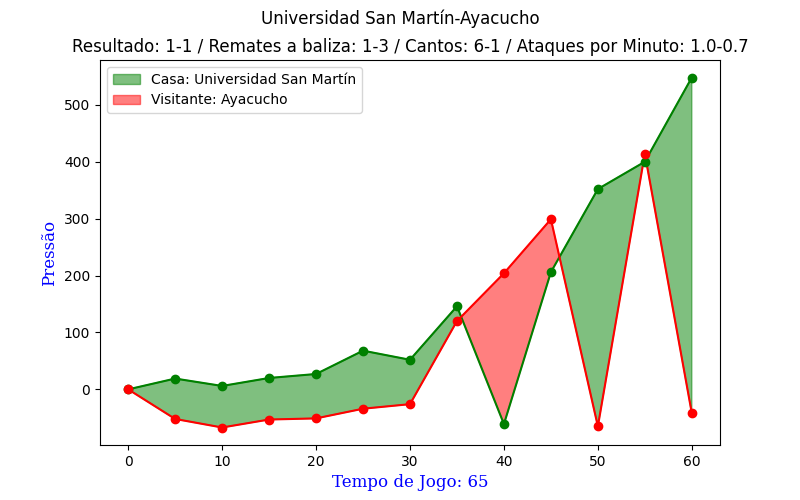 Universidad San Martín-Ayacucho
Resultado: 1-1 / Remates a baliza: 1-3 / Cantos: 6-1 / Ataques por Minuto: 1.0-0.7
Casa: Universidad San Martín
Visitante: Ayacucho
Pressão
500
400
300
200
100
0
0 10 20 30 40 50 60
Tempo de Jogo: 65